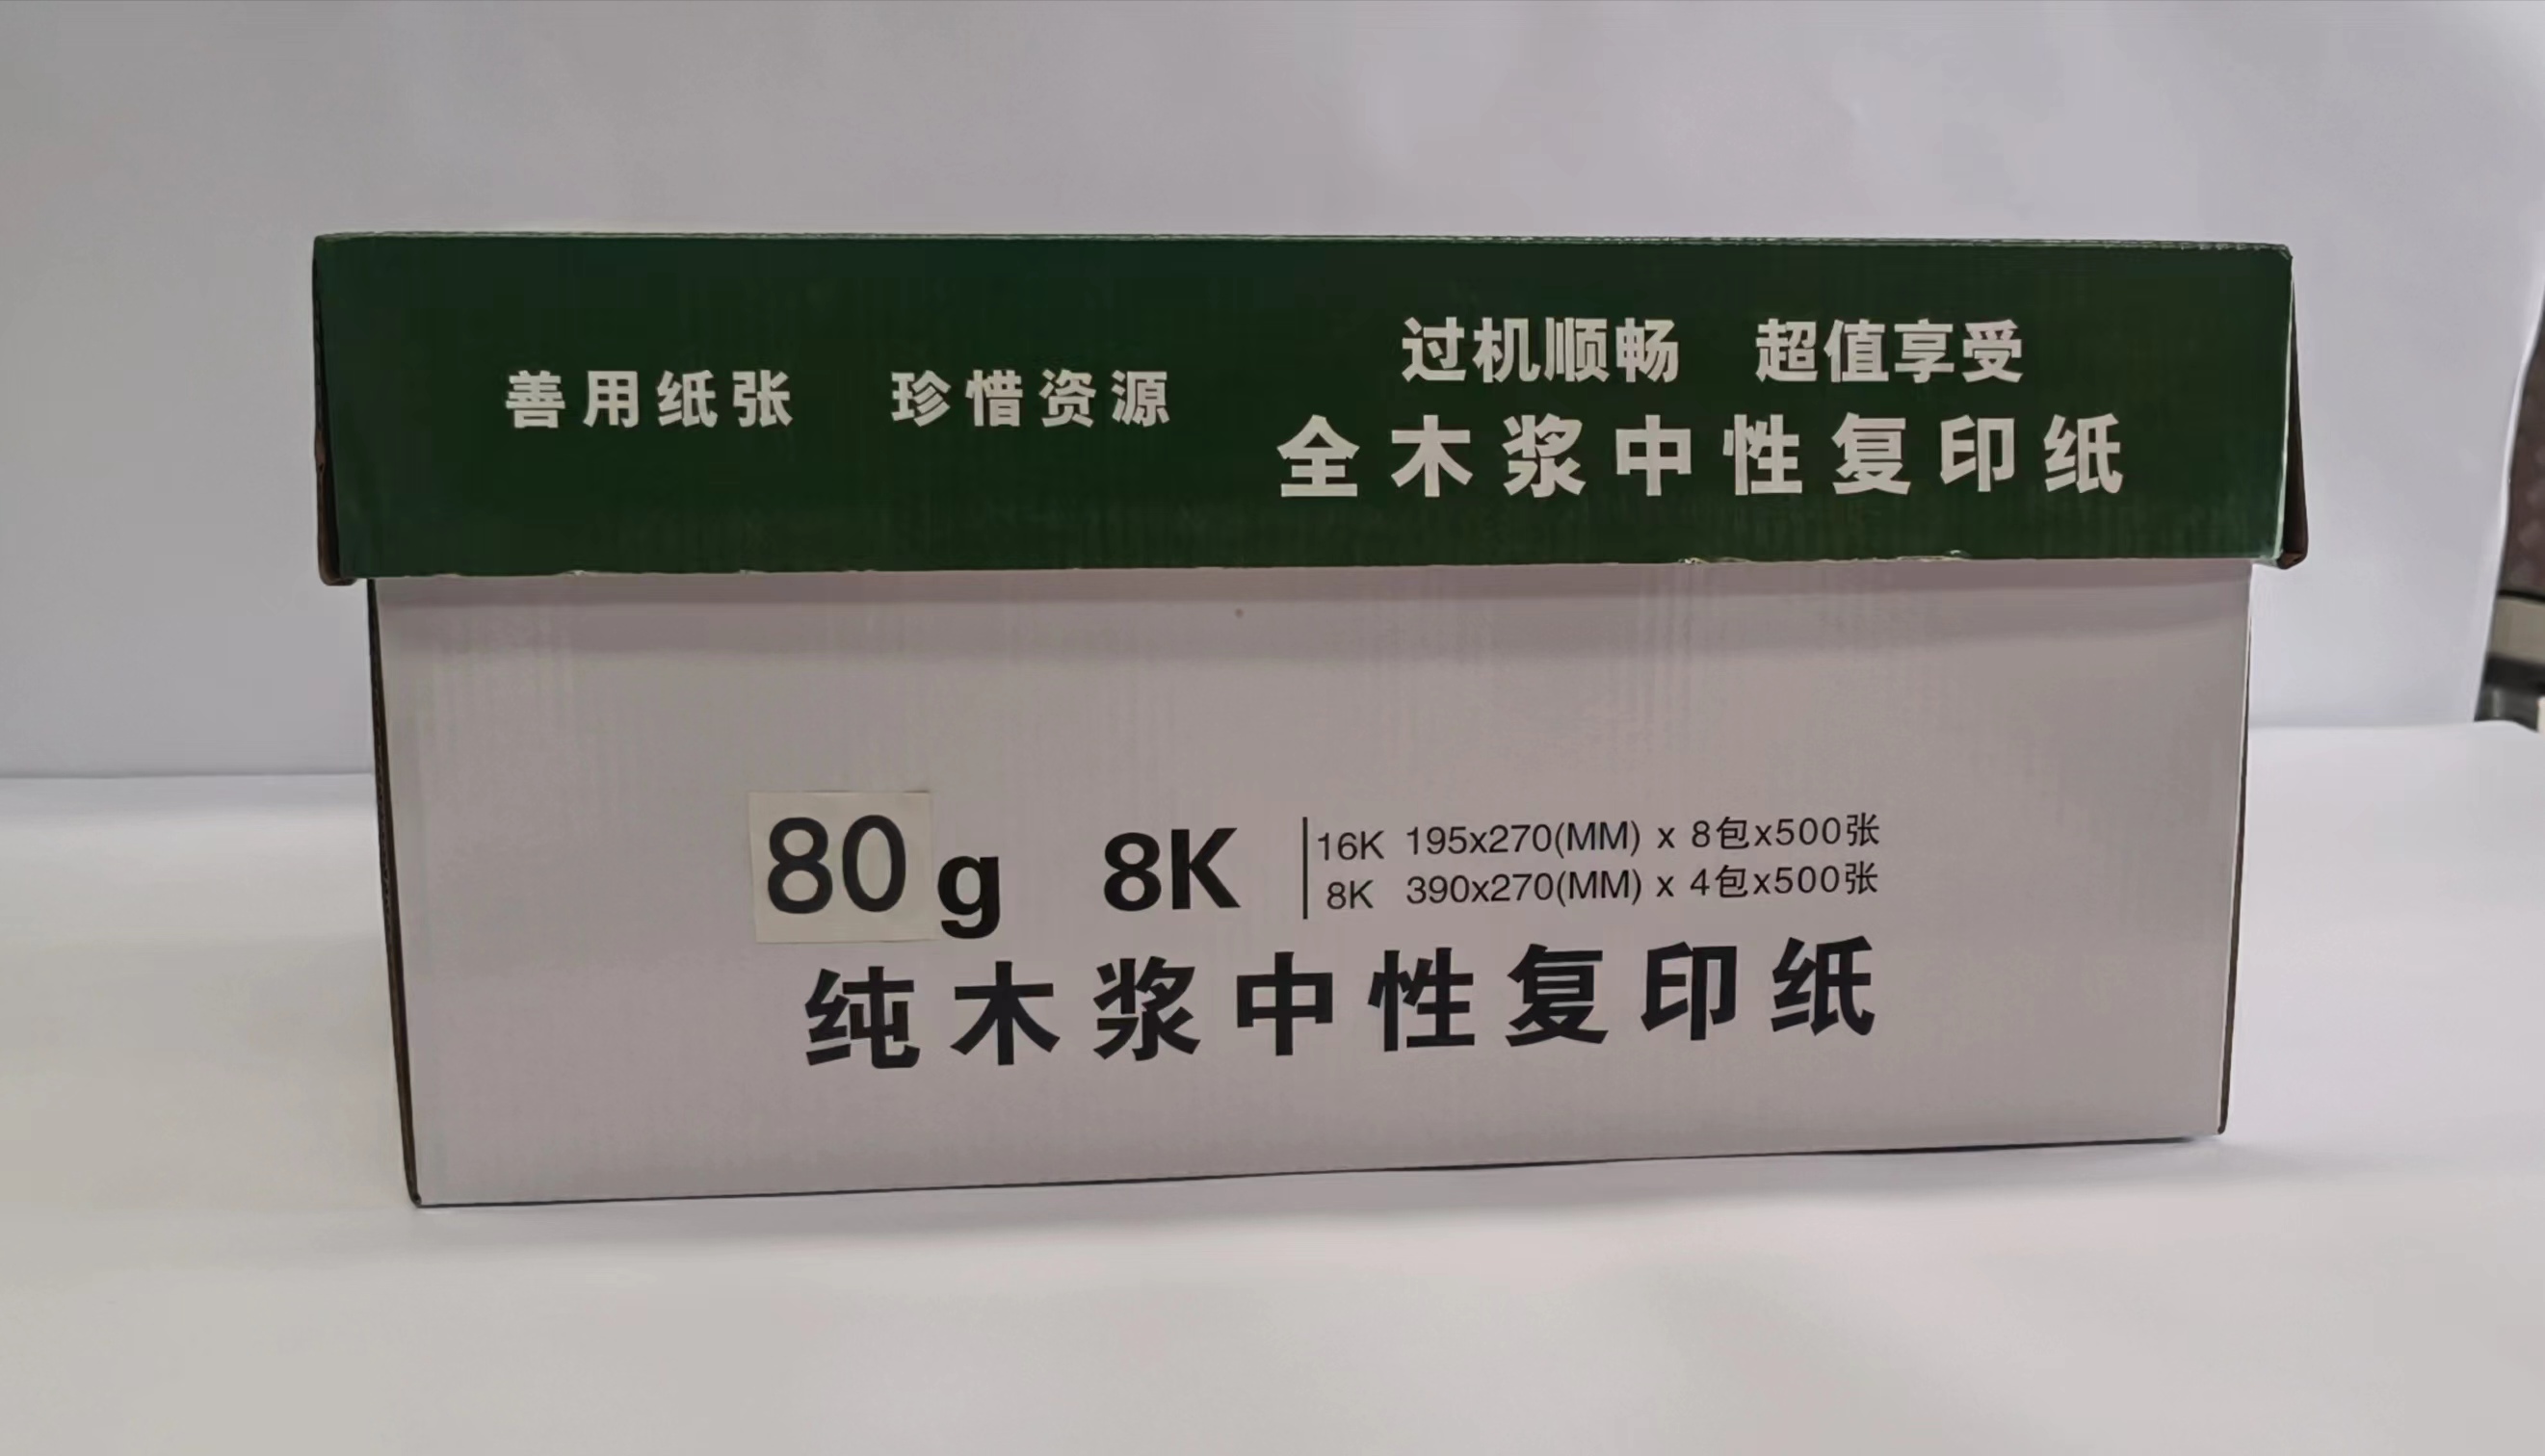 善用纸张 珍惜资源
过机顺畅 超值享受
全木浆中性复印纸
80g 8K
16K 195x270(MM) x 8包x500张
8K 390x270(MM) x 4包x500张
纯木浆中性复印纸